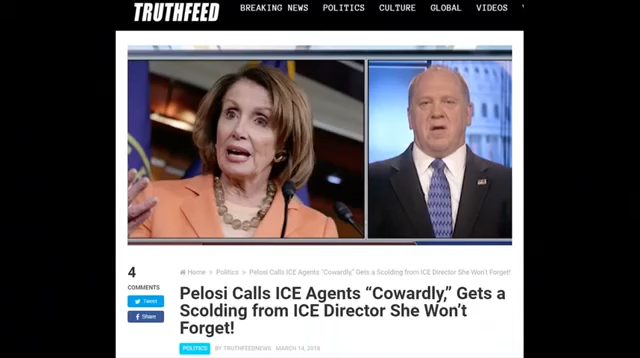 TRUTHFEED BREAKING NEWS POLITICS CULTURE GLOBAL VIDEOS
4
COMMENTS
Home » Politics » Pelosi Calls ICE Agents "Cowardly," Gets a Scolding from ICE Director She Won't Forget!
Tweet
Share
Pelosi Calls ICE Agents “Cowardly,” Gets a
Scolding from ICE Director She Won’t
Forget!
POLITICS BY TRUTHFEEDNEWS MARCH 14, 2018